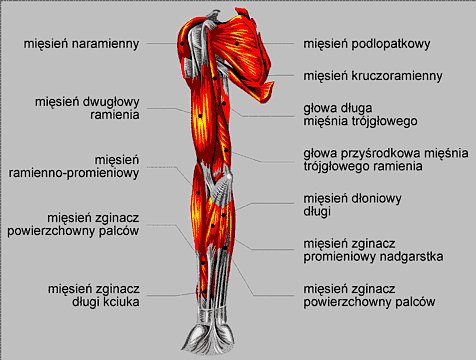 mięsień naramienny
mięsień dwugłowy
ramienia
mięsień
ramienno-promieniowy
mięsień zginacz
powierzchowny palców
mięsień zginacz
długi kciuka
mięsień podlopatkowy
mięsień kruczoramienny
głowa długa
mięśnia trójgłowego
głowa przyśrodkowa mięśnia
trójgłowego ramienia
mięsień dłoniowy
długi
mięsień zginacz
promieniowy nadgarstka
mięsień zginacz
powierzchowny palców